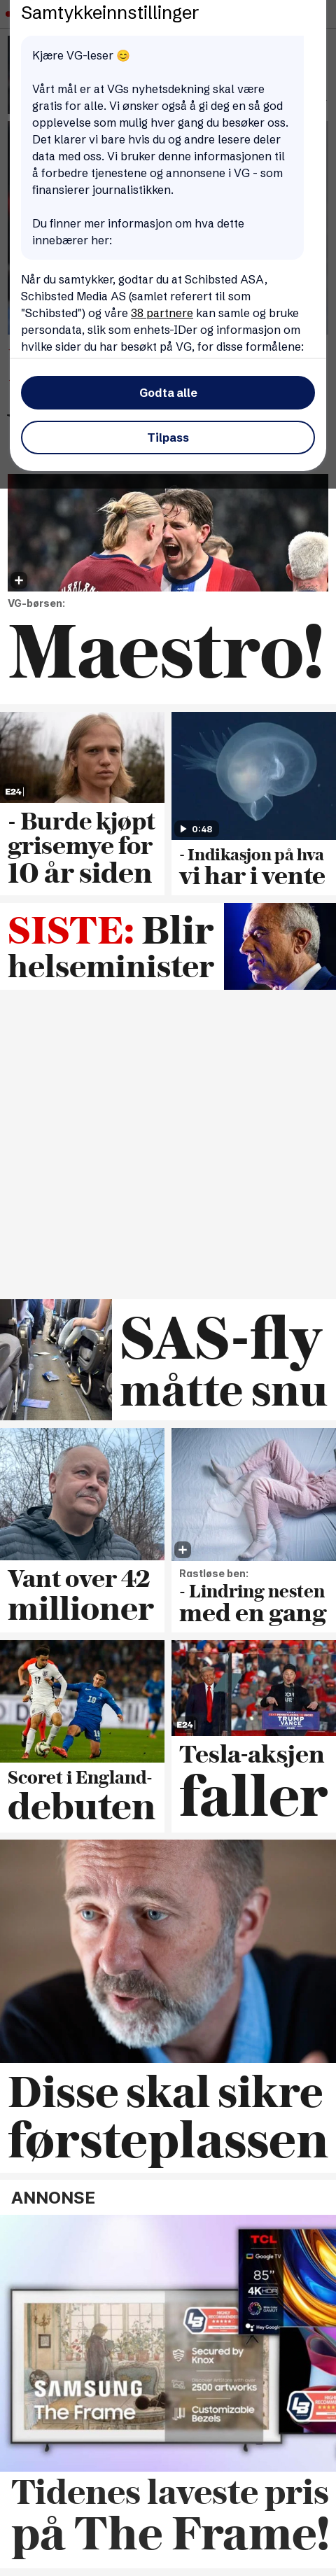 Samtykkeinnstillinger
Kjære VG-leser 😊
Vårt mål er at VGs nyhetsdekning skal være
gratis for alle. Vi ønsker også å gi deg en så god
opplevelse som mulig hver gang du besøker oss.
Det klarer vi bare hvis du og andre lesere deler
data med oss. Vi bruker denne informasjonen til
å forbedre tjenestene og annonsene i VG - som
finansierer journalistikken.
Du finner mer informasjon om hva dette
innebærer her:
Når du samtykker, godtar du at Schibsted ASA,
Schibsted Media AS (samlet referert til som
"Schibsted") og våre 38 partnere kan samle og bruke
persondata, slik som enhets-IDer og informasjon om
hvilke sider du har besøkt på VG, for disse formålene:
Godta alle
Tilpass
VG-børsen:
Maestro!
E24
- Burde kjøpt
grisemye for
10 år siden
0:48
- Indikasjon på hva
vi har i vente
SISTE: Blir
helseminister
SAS-fly
måtte snu
Vant over 42
millioner
Rastløse ben:
- Lindring nesten
med en gang
17
18
Scoret i England-
debuten
E24
TRUMP
VANCE
Tesla-aksjen
faller
Disse skal sikre
førsteplassen
ANNONSE
TCL
Google TV
85"
4K HDR
Hey Google
SAMSUNG
The Frame
Secured by
Knox
2500 artworks
Customizable
Bezels
Tidenes laveste pris
på The Frame!